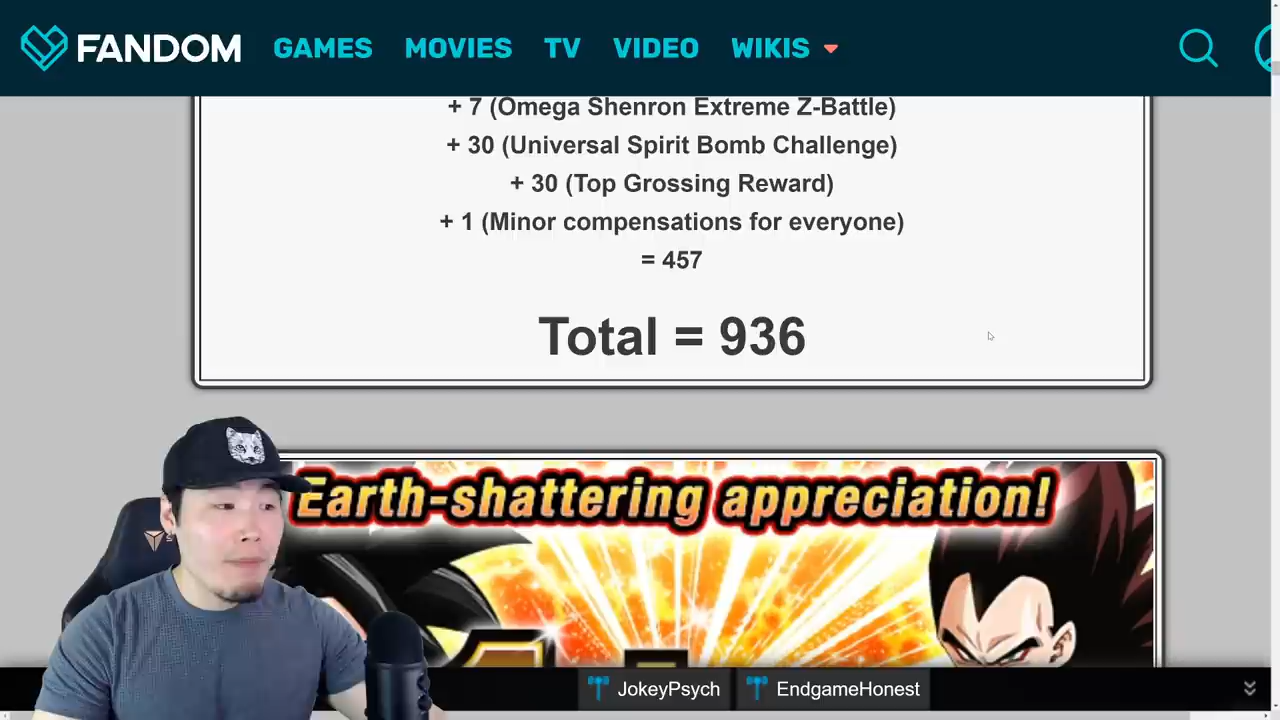 FANDOM GAMES MOVIES TV VIDEO WIKIS
+ 7 (Omega Shenron Extreme Z-Battle)
+ 30 (Universal Spirit Bomb Challenge)
+ 30 (Top Grossing Reward)
+ 1 (Minor compensations for everyone)
= 457
Total = 936
Earth-shattering appreciation!
JokeyPsych EndgameHonest